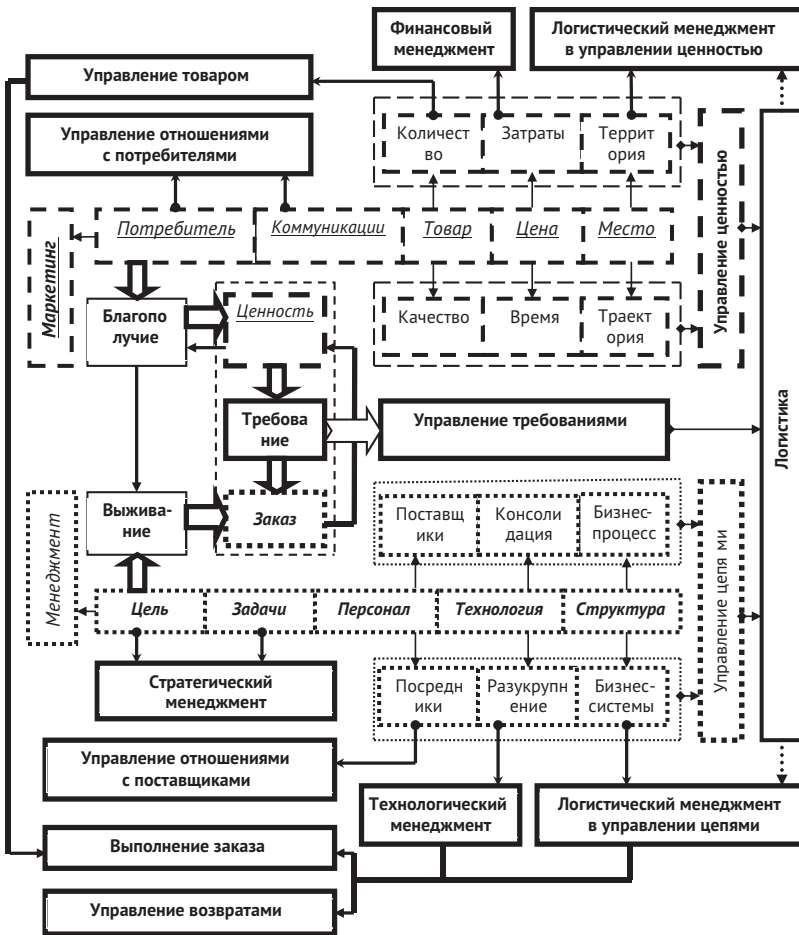 Финансовый
менеджмент
Логистический менеджмент
в управлении ценностью
Управление товаром
Управление отношениями
с потребителями
Количест
во
Затраты
Террит
ория
Управление ценностью
Маркетинг
Потребитель
Коммуникации
Товар
Цена
Место
Благопо
лучие
Ценность
Качество
Время
Траект
ория
Требова
ние
Управление требованиями
Логистика
Менеджмент
Выжива-
ние
Заказ
Поставщ
ики
Консоли
дация
Бизнес-
процесс
Управление цепя ми
Цель
Задачи
Персонал
Технология
Структура
Стратегический
менеджмент
Посредн
ики
Разукрупн
ение
Бизнес-
системы
Управление отношениями
с поставщиками
Технологический
менеджмент
Логистический менеджмент
в управлении цепями
Выполнение заказа
Управление возвратами